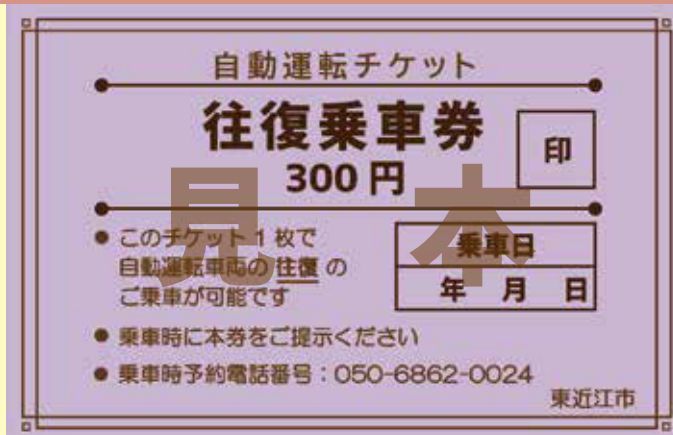 自動運転チケット
往復乗車券
300円
印
見本
● このチケット1枚で
自動運転車両の 往復 の
ご乗車が可能です
乗車日
年 月 日
● 乗車時に本券をご提示ください
● 乗車時予約電話番号：050-6862-0024
東近江市